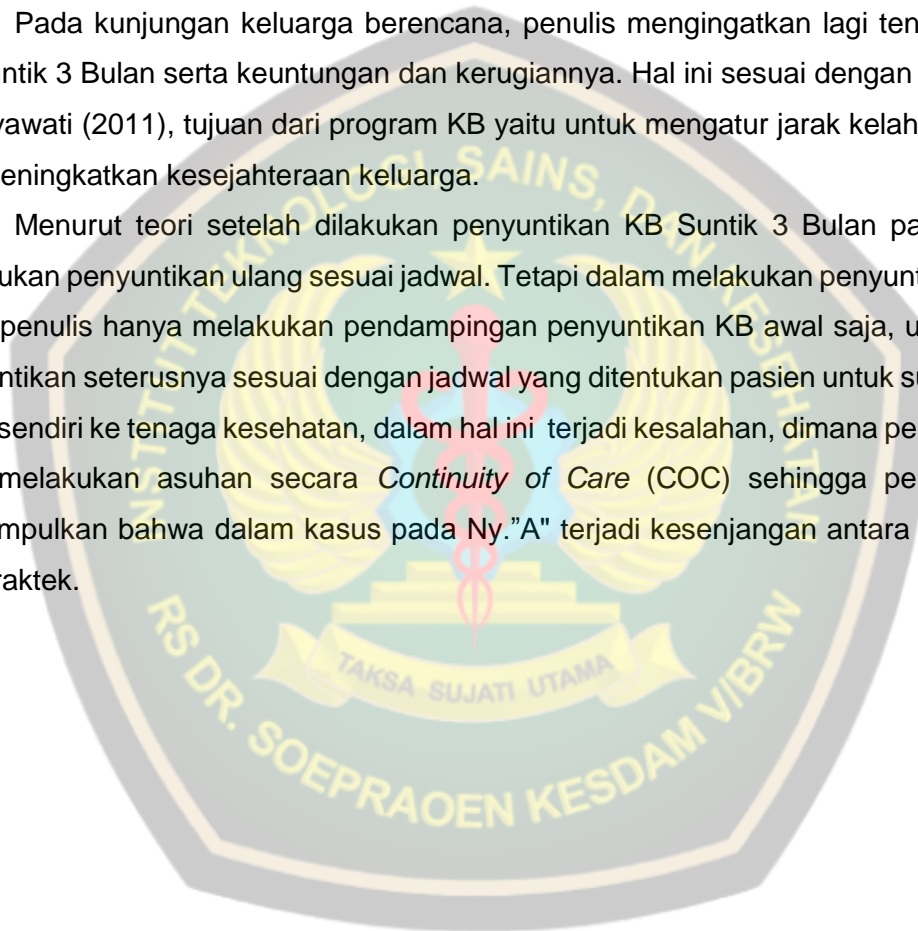 Pada kunjungan keluarga berencana, penulis mengingatkan lagi ten
ntik 3 Bulan serta keuntungan dan kerugiannya. Hal ini sesuai dengan
yawati (2011), tujuan dari program KB yaitu untuk mengatur jarak kelah
eningkatkan kesejahteraan keluarga.
Menurut teori setelah dilakukan penyuntikan KB Suntik 3 Bulan pa
ukan penyuntikan ulang sesuai jadwal. Tetapi dalam melakukan penyunt
penulis hanya melakukan pendampingan penyuntikan KB awal saja, u
ntikan seterusnya sesuai dengan jadwal yang ditentukan pasien untuk su
sendiri ke tenaga kesehatan, dalam hal ini terjadi kesalahan, dimana pe
melakukan asuhan secara Continuity of Care (COC) sehingga pe
mpulkan bahwa dalam kasus pada Ny.”A" terjadi kesenjangan antara
raktek.
INSTITUT TEKNOLOGI, SAINS, DAN KESEHATAN
TAKSA SUJATI UTAMA
RS DR. SOEPRAOEN KESDAM V/BRW